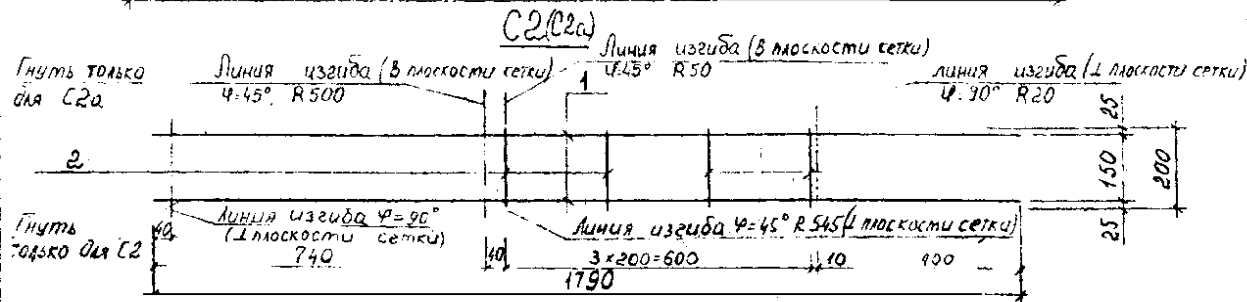 С2(С2а)
Гнуть только
для С2а
Линия изгиба (в плоскости сетки)
φ=45° R500
Линия изгиба (в плоскости сетки)
φ=45° R50
1
Линия изгиба (⊥ плоскости сетки)
φ=90° R20
25
150
200
25
2
Гнуть
только для С2
Линия изгиба φ=90°
(⊥ плоскости сетки)
Линия изгиба φ=45° R545 (⊥ плоскости сетки)
40
740
40
3×200=600
10
1790